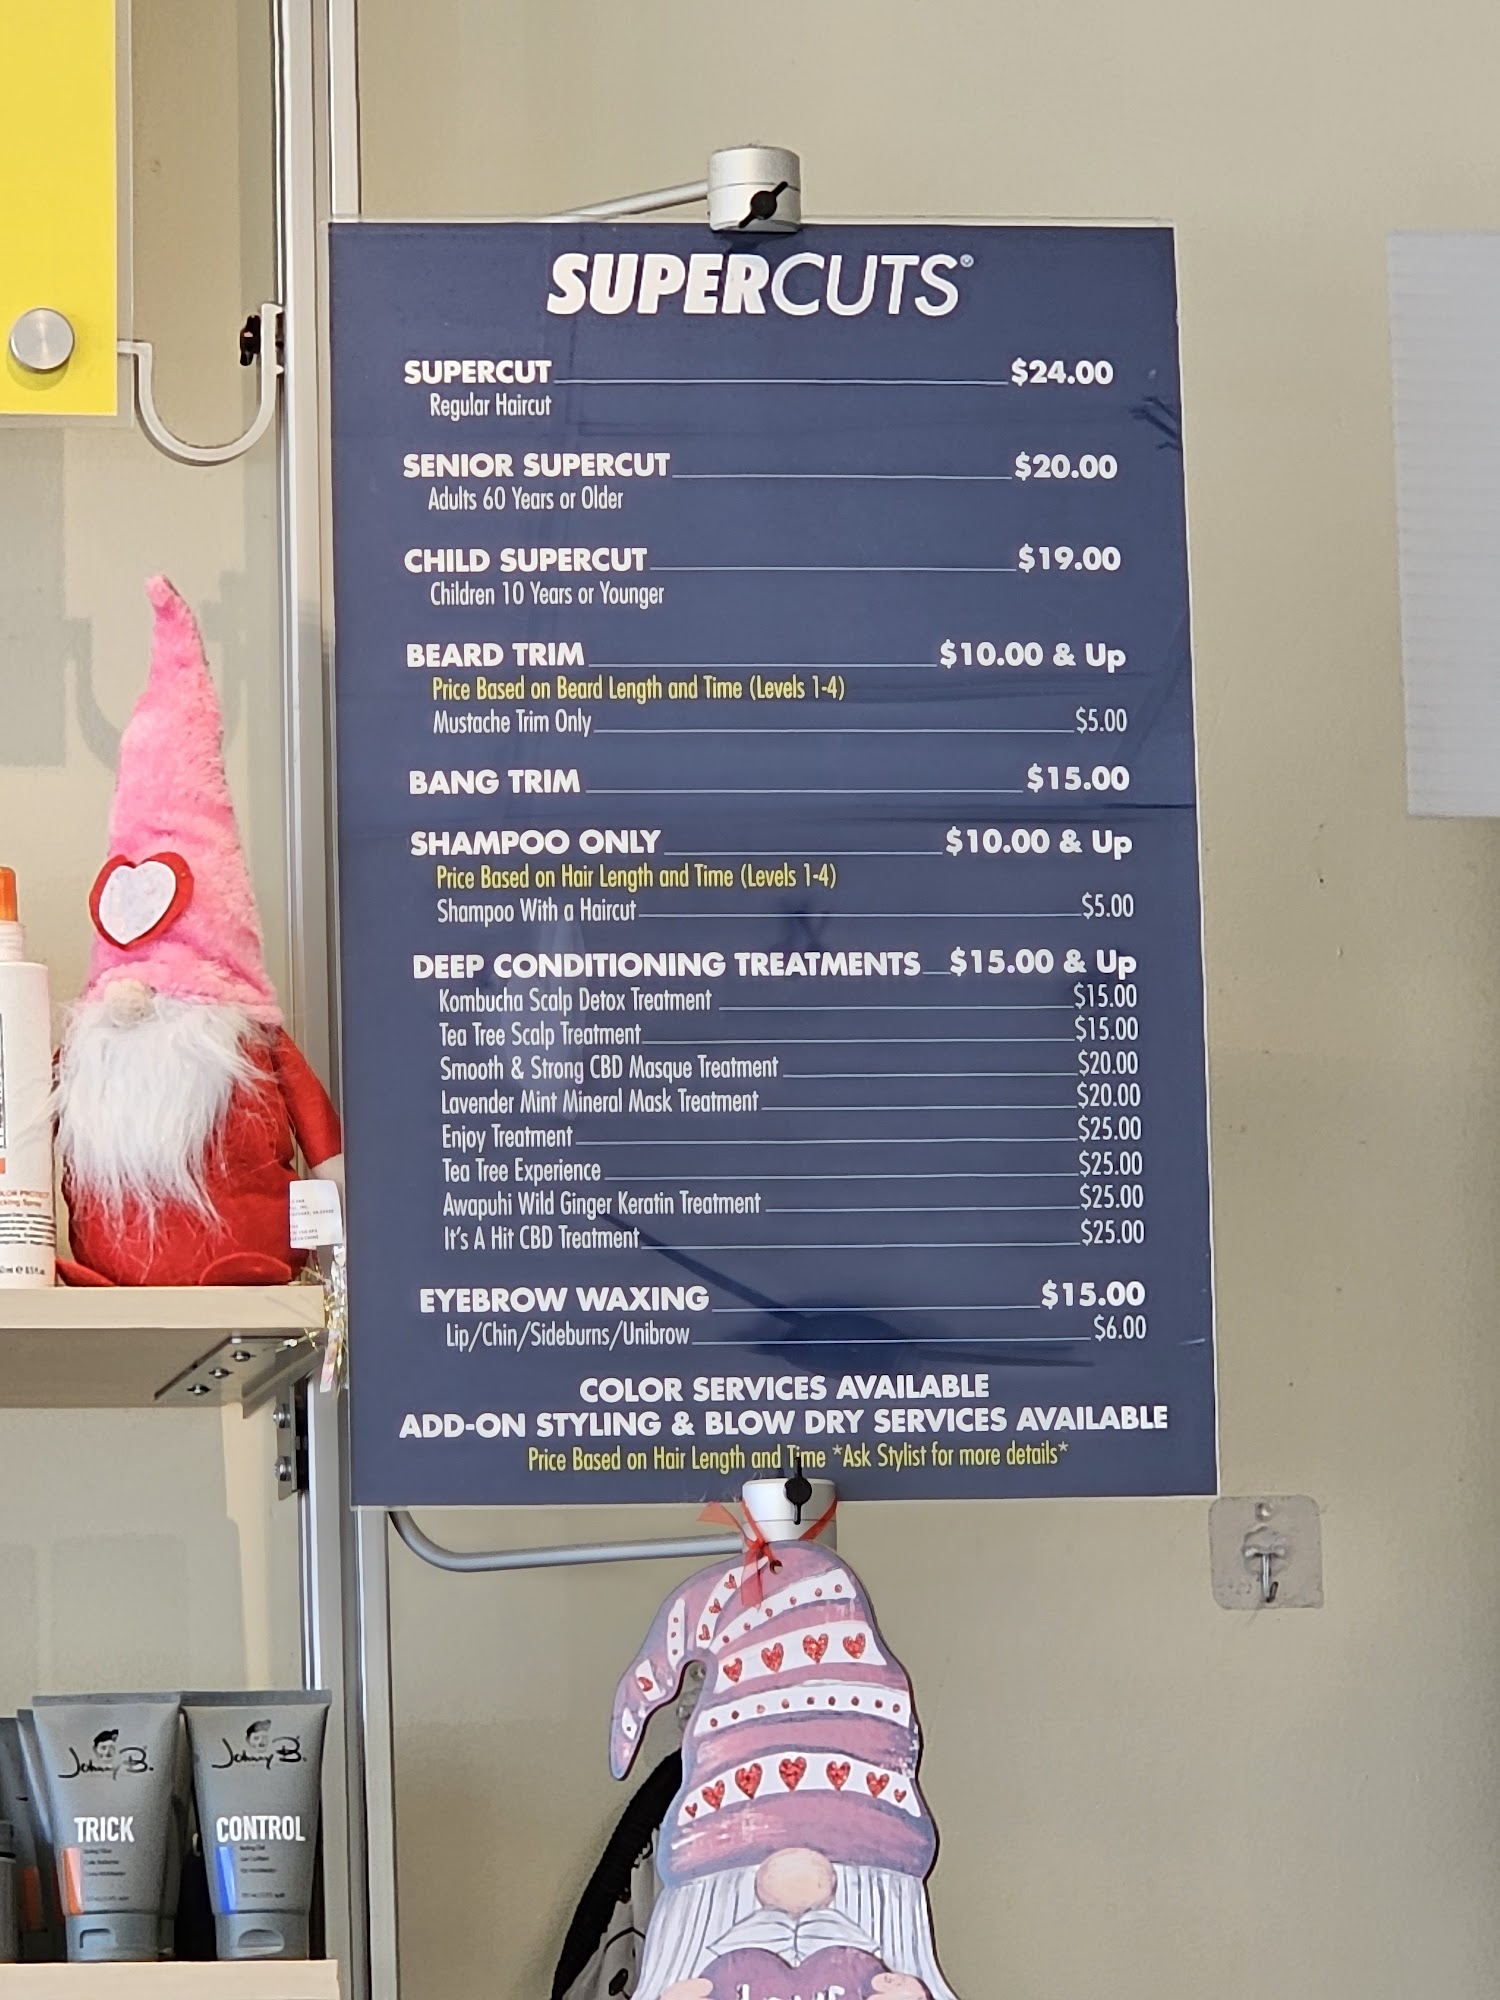 SUPERCUTS®
SUPERCUT $24.00
Regular Haircut
SENIOR SUPERCUT $20.00
Adults 60 Years or Older
CHILD SUPERCUT $19.00
Children 10 Years or Younger
BEARD TRIM $10.00 & Up
Price Based on Beard Length and Time (Levels 1-4)
Mustache Trim Only $5.00
BANG TRIM $15.00
SHAMPOO ONLY $10.00 & Up
Price Based on Hair Length and Time (Levels 1-4)
Shampoo With a Haircut $5.00
DEEP CONDITIONING TREATMENTS $15.00 & Up
Kombucha Scalp Detox Treatment $15.00
Tea Tree Scalp Treatment $15.00
Smooth & Strong CBD Masque Treatment $20.00
Lavender Mint Mineral Mask Treatment $20.00
Enjoy Treatment $25.00
Tea Tree Experience $25.00
Awapuhi Wild Ginger Keratin Treatment $25.00
It's A Hit CBD Treatment $25.00
EYEBROW WAXING $15.00
Lip/Chin/Sideburns/Unibrow $6.00
COLOR SERVICES AVAILABLE
ADD-ON STYLING & BLOW DRY SERVICES AVAILABLE
Price Based on Hair Length and Time *Ask Stylist for more details*
Johnny B.
TRICK
Johnny B.
CONTROL